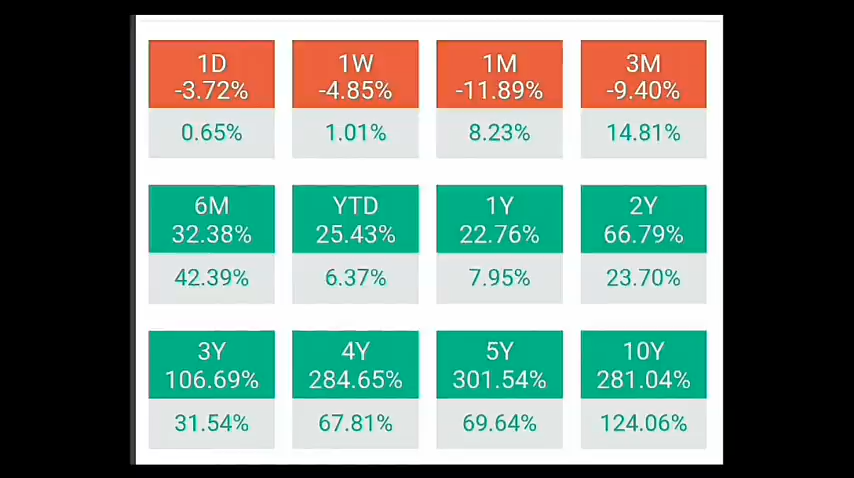 1D 1W 1M 3M
-3.72% -4.85% -11.89% -9.40%
0.65% 1.01% 8.23% 14.81%
6M YTD 1Y 2Y
32.38% 25.43% 22.76% 66.79%
42.39% 6.37% 7.95% 23.70%
3Y 4Y 5Y 10Y
106.69% 284.65% 301.54% 281.04%
31.54% 67.81% 69.64% 124.06%